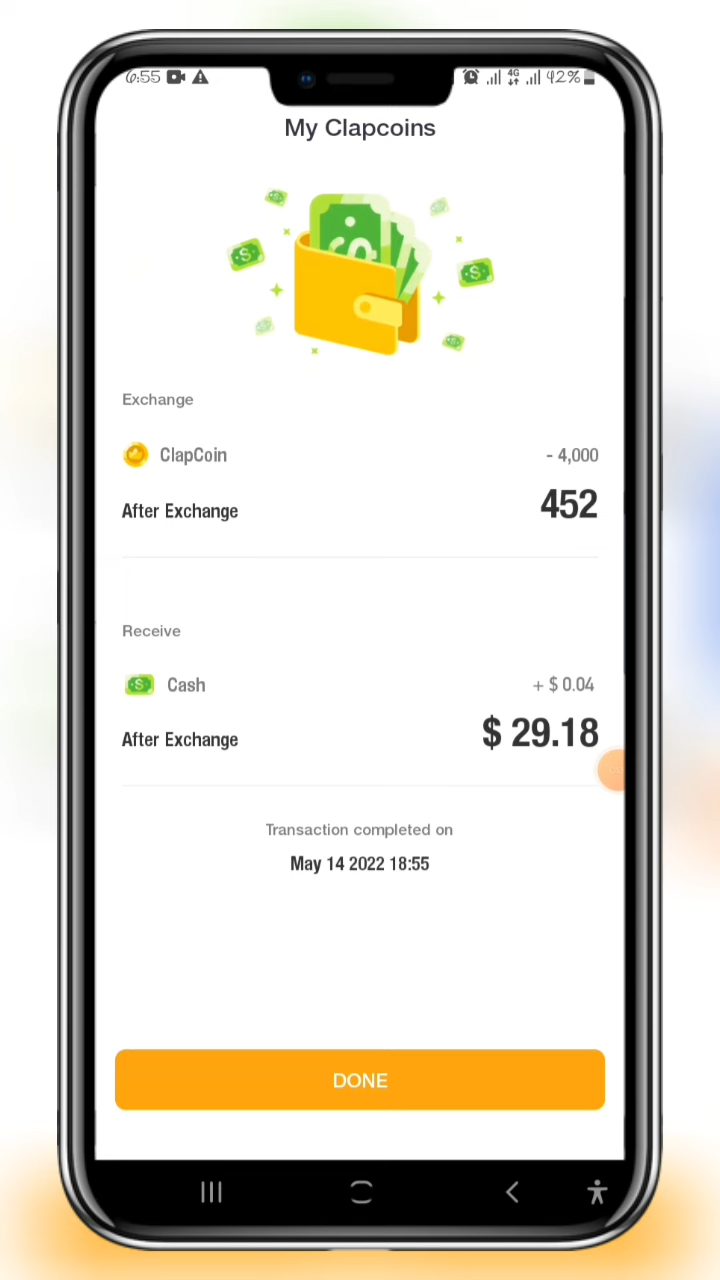 6:55
4G 42%
My Clapcoins
Exchange
ClapCoin - 4,000
After Exchange 452
Receive
$ Cash + $ 0.04
After Exchange $ 29.18
Transaction completed on
May 14 2022 18:55
DONE